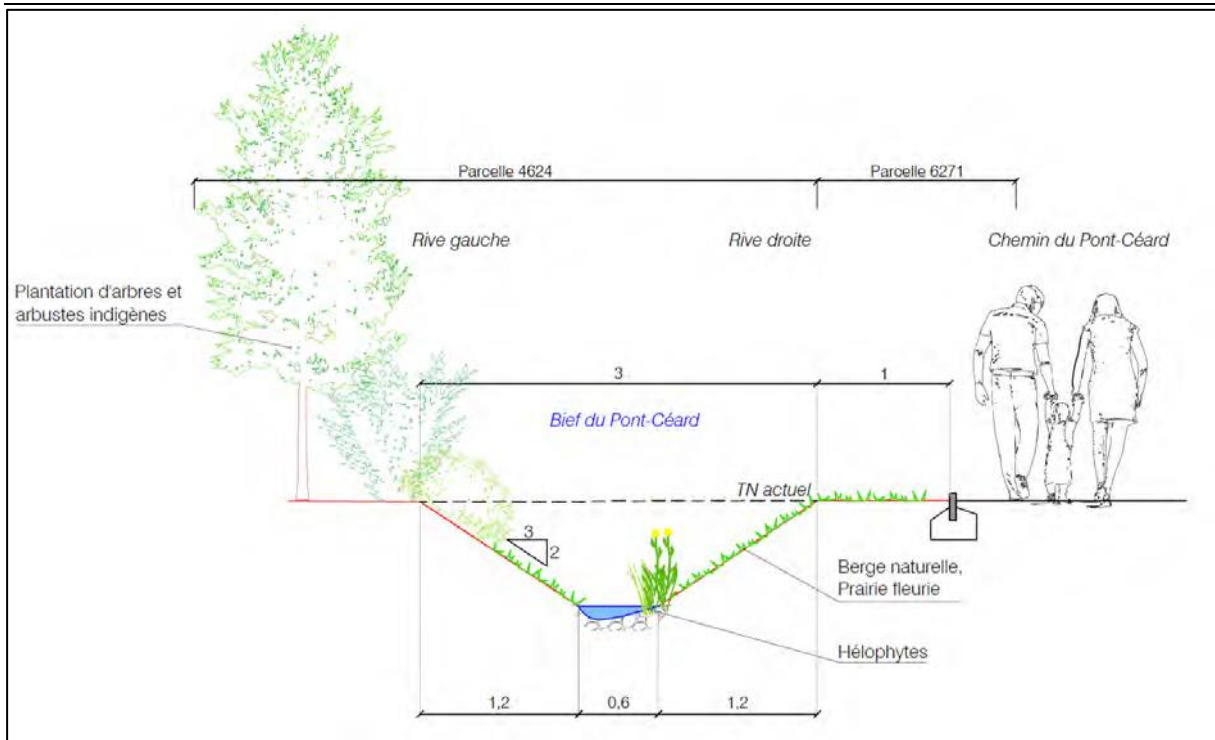 Parcelle 4624
Parcelle 6271
Rive gauche
Rive droite
Chemin du Pont-Céard
Plantation d'arbres et
arbustes indigènes
3
1
Bief du Pont-Céard
TN actuel
3
2
Berge naturelle,
Prairie fleurie
Hélophytes
1,2
0,6
1,2